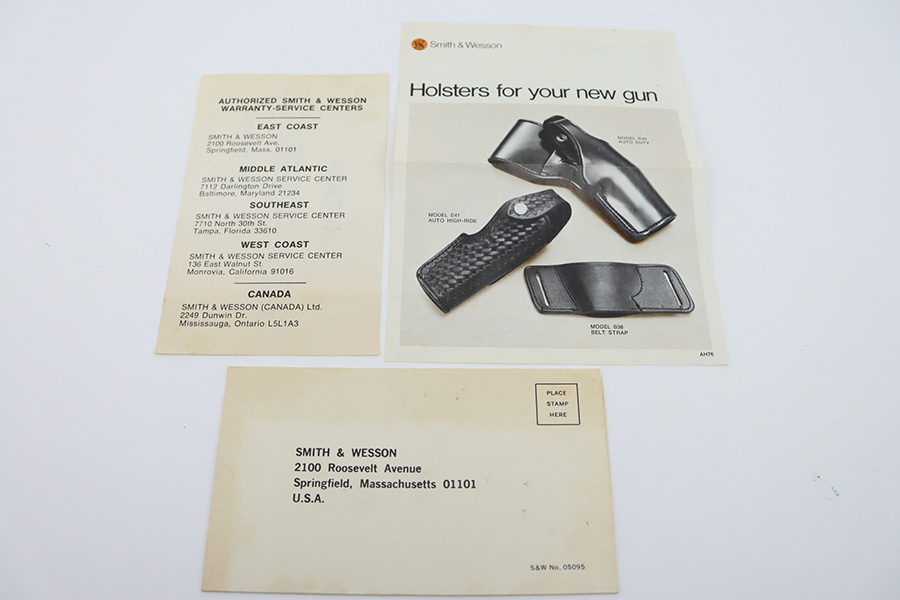 AUTHORIZED SMITH & WESSON
WARRANTY-SERVICE CENTERS
EAST COAST
SMITH & WESSON
2100 Roosevelt Ave.
Springfield, Mass. 01101
MIDDLE ATLANTIC
SMITH & WESSON SERVICE CENTER
7112 Darlington Drive
Baltimore, Maryland 21234
SOUTHEAST
SMITH & WESSON SERVICE CENTER
7710 North 30th St.
Tampa, Florida 33610
WEST COAST
SMITH & WESSON SERVICE CENTER
136 East Walnut St.
Monrovia, California 91016
CANADA
SMITH & WESSON (CANADA) Ltd.
2249 Dunwin Dr.
Mississauga, Ontario L5L1A3
Smith & Wesson
Holsters for your new gun
MODEL B40
AUTO DUTY
MODEL B41
AUTO HIGH-RIDE
MODEL B38
BELT STRAP
AH76
PLACE
STAMP
HERE
SMITH & WESSON
2100 Roosevelt Avenue
Springfield, Massachusetts 01101
U.S.A.
S&W No. 05095